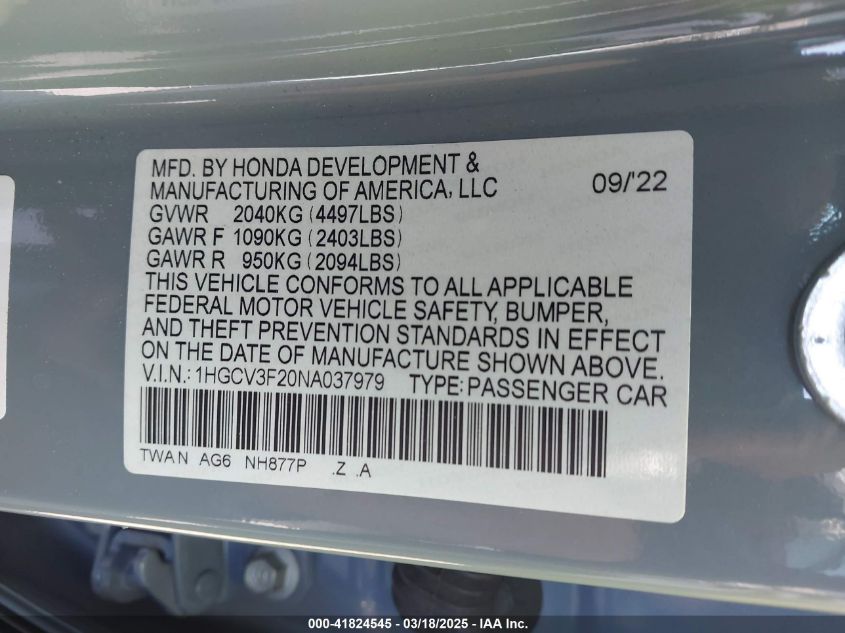 MFD. BY HONDA DEVELOPMENT &
MANUFACTURING OF AMERICA, LLC 09/'22
GVWR 2040KG (4497LBS)
GAWR F 1090KG (2403LBS)
GAWR R 950KG (2094LBS)
THIS VEHICLE CONFORMS TO ALL APPLICABLE
FEDERAL MOTOR VEHICLE SAFETY, BUMPER,
AND THEFT PREVENTION STANDARDS IN EFFECT
ON THE DATE OF MANUFACTURE SHOWN ABOVE.
V.I.N.: 1HGCV3F20NA037979 TYPE: PASSENGER CAR
TWAN AG6 NH877P .Z .A
000-41824545 - 03/18/2025 - IAA Inc.